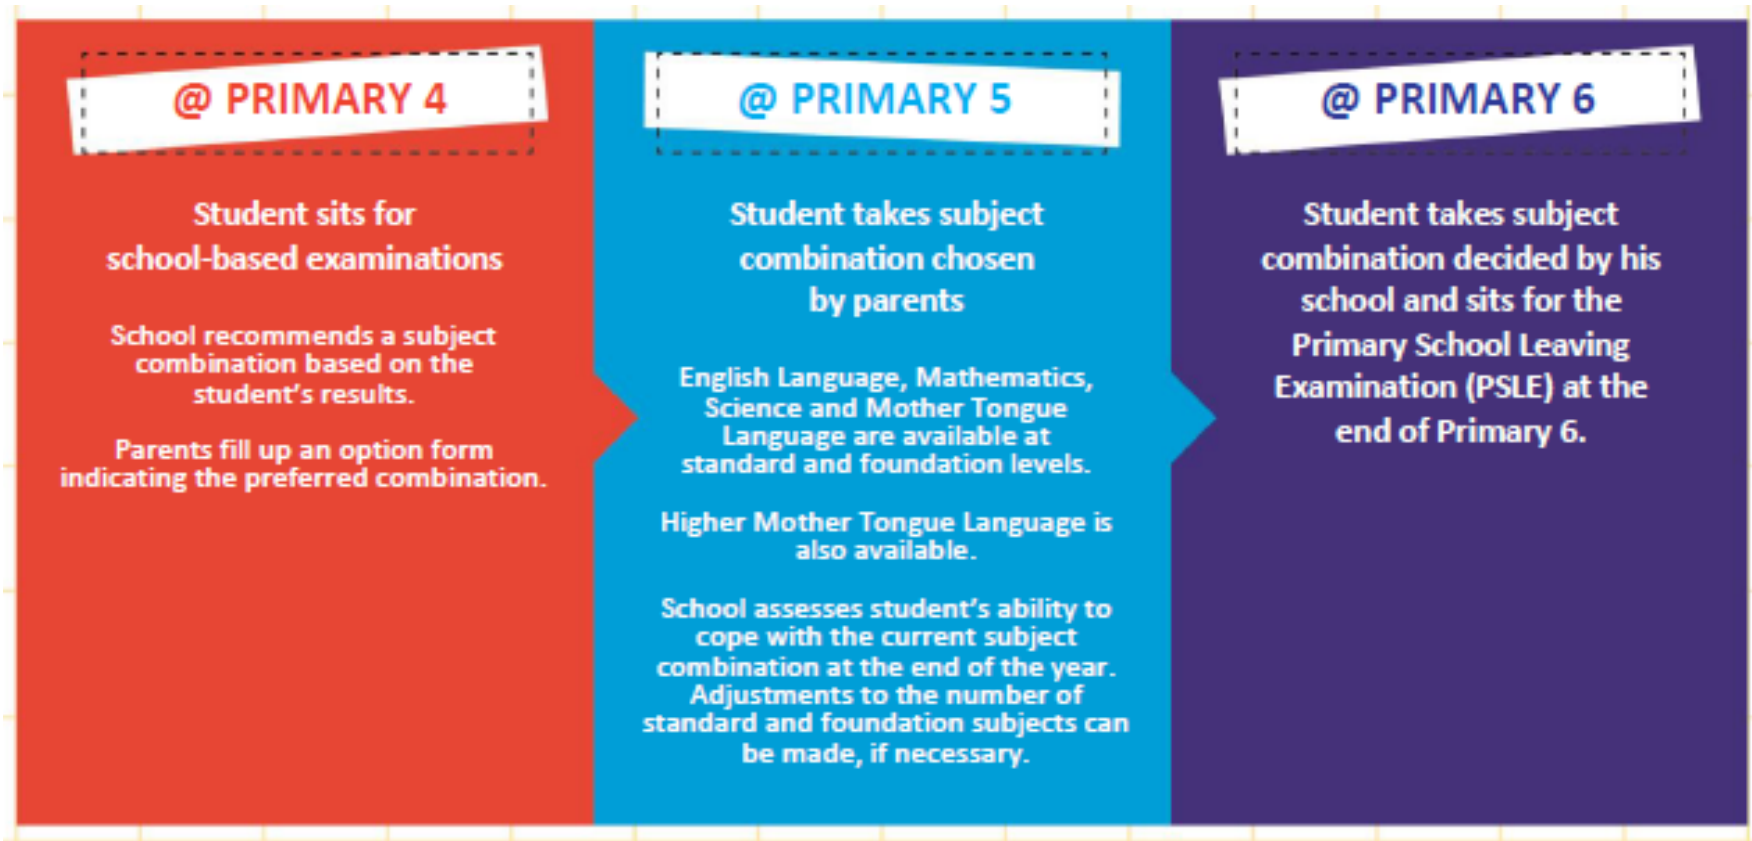 @ PRIMARY 4
Student sits for
school-based examinations
School recommends a subject
combination based on the
student's results.
Parents fill up an option form
indicating the preferred combination.
@ PRIMARY 5
Student takes subject
combination chosen
by parents
English Language, Mathematics,
Science and Mother Tongue
Language are available at
standard and foundation levels.
Higher Mother Tongue Language is
also available.
School assesses student's ability to
cope with the current subject
combination at the end of the year.
Adjustments to the number of
standard and foundation subjects can
be made, if necessary.
@ PRIMARY 6
Student takes subject
combination decided by his
school and sits for the
Primary School Leaving
Examination (PSLE) at the
end of Primary 6.